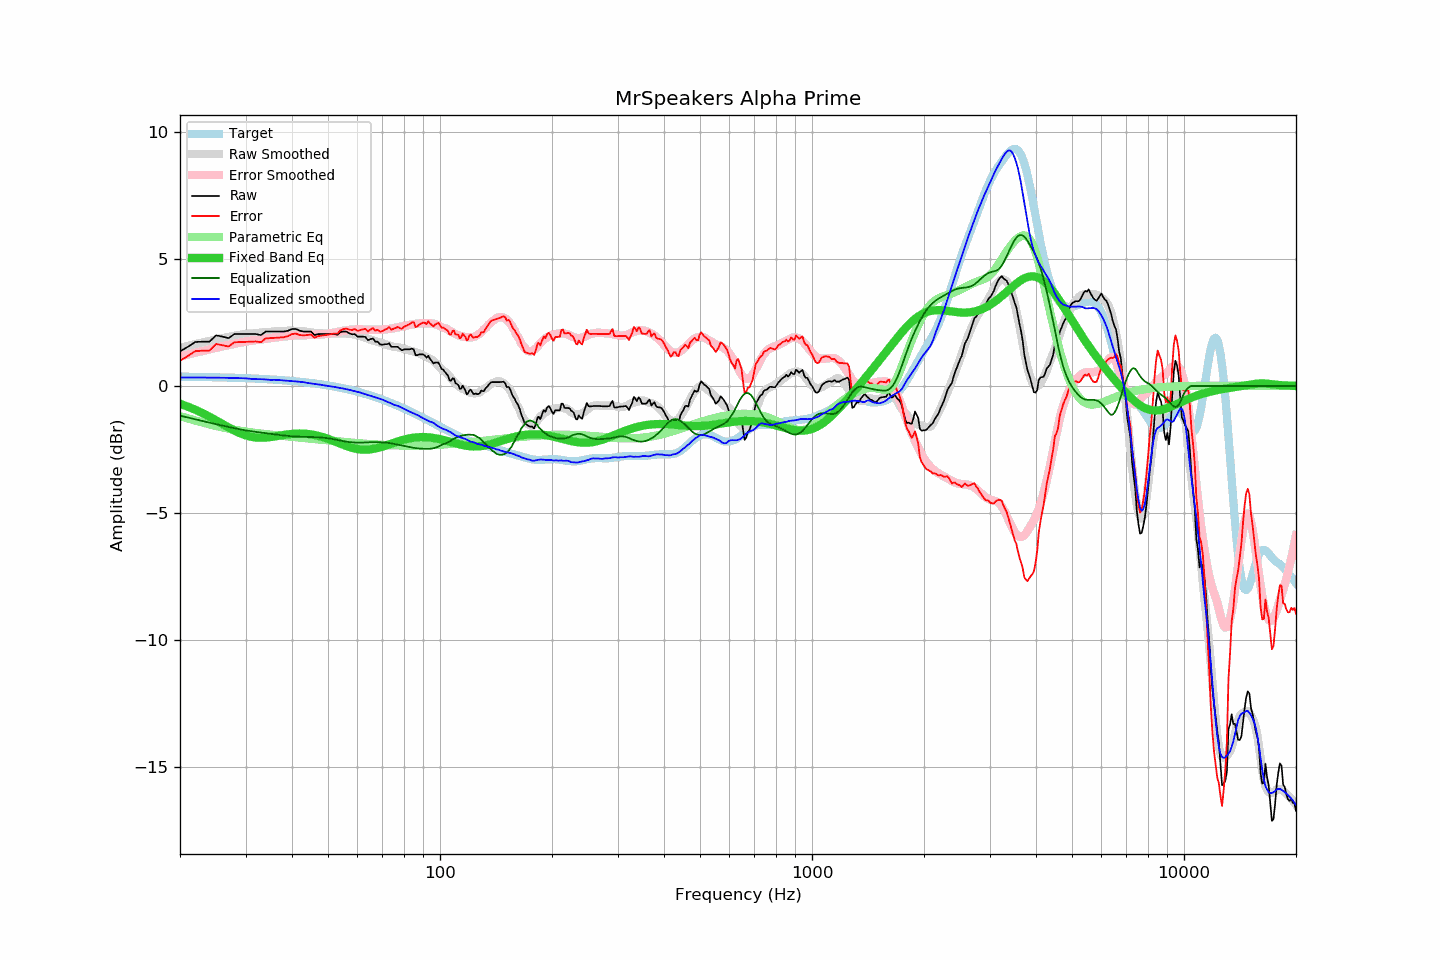 MrSpeakers Alpha Prime
10
5
0
−5
−10
−15
Amplitude (dBr)
Target
Raw Smoothed
Error Smoothed
Raw
Error
Parametric Eq
Fixed Band Eq
Equalization
Equalized smoothed
100
1000
10000
Frequency (Hz)